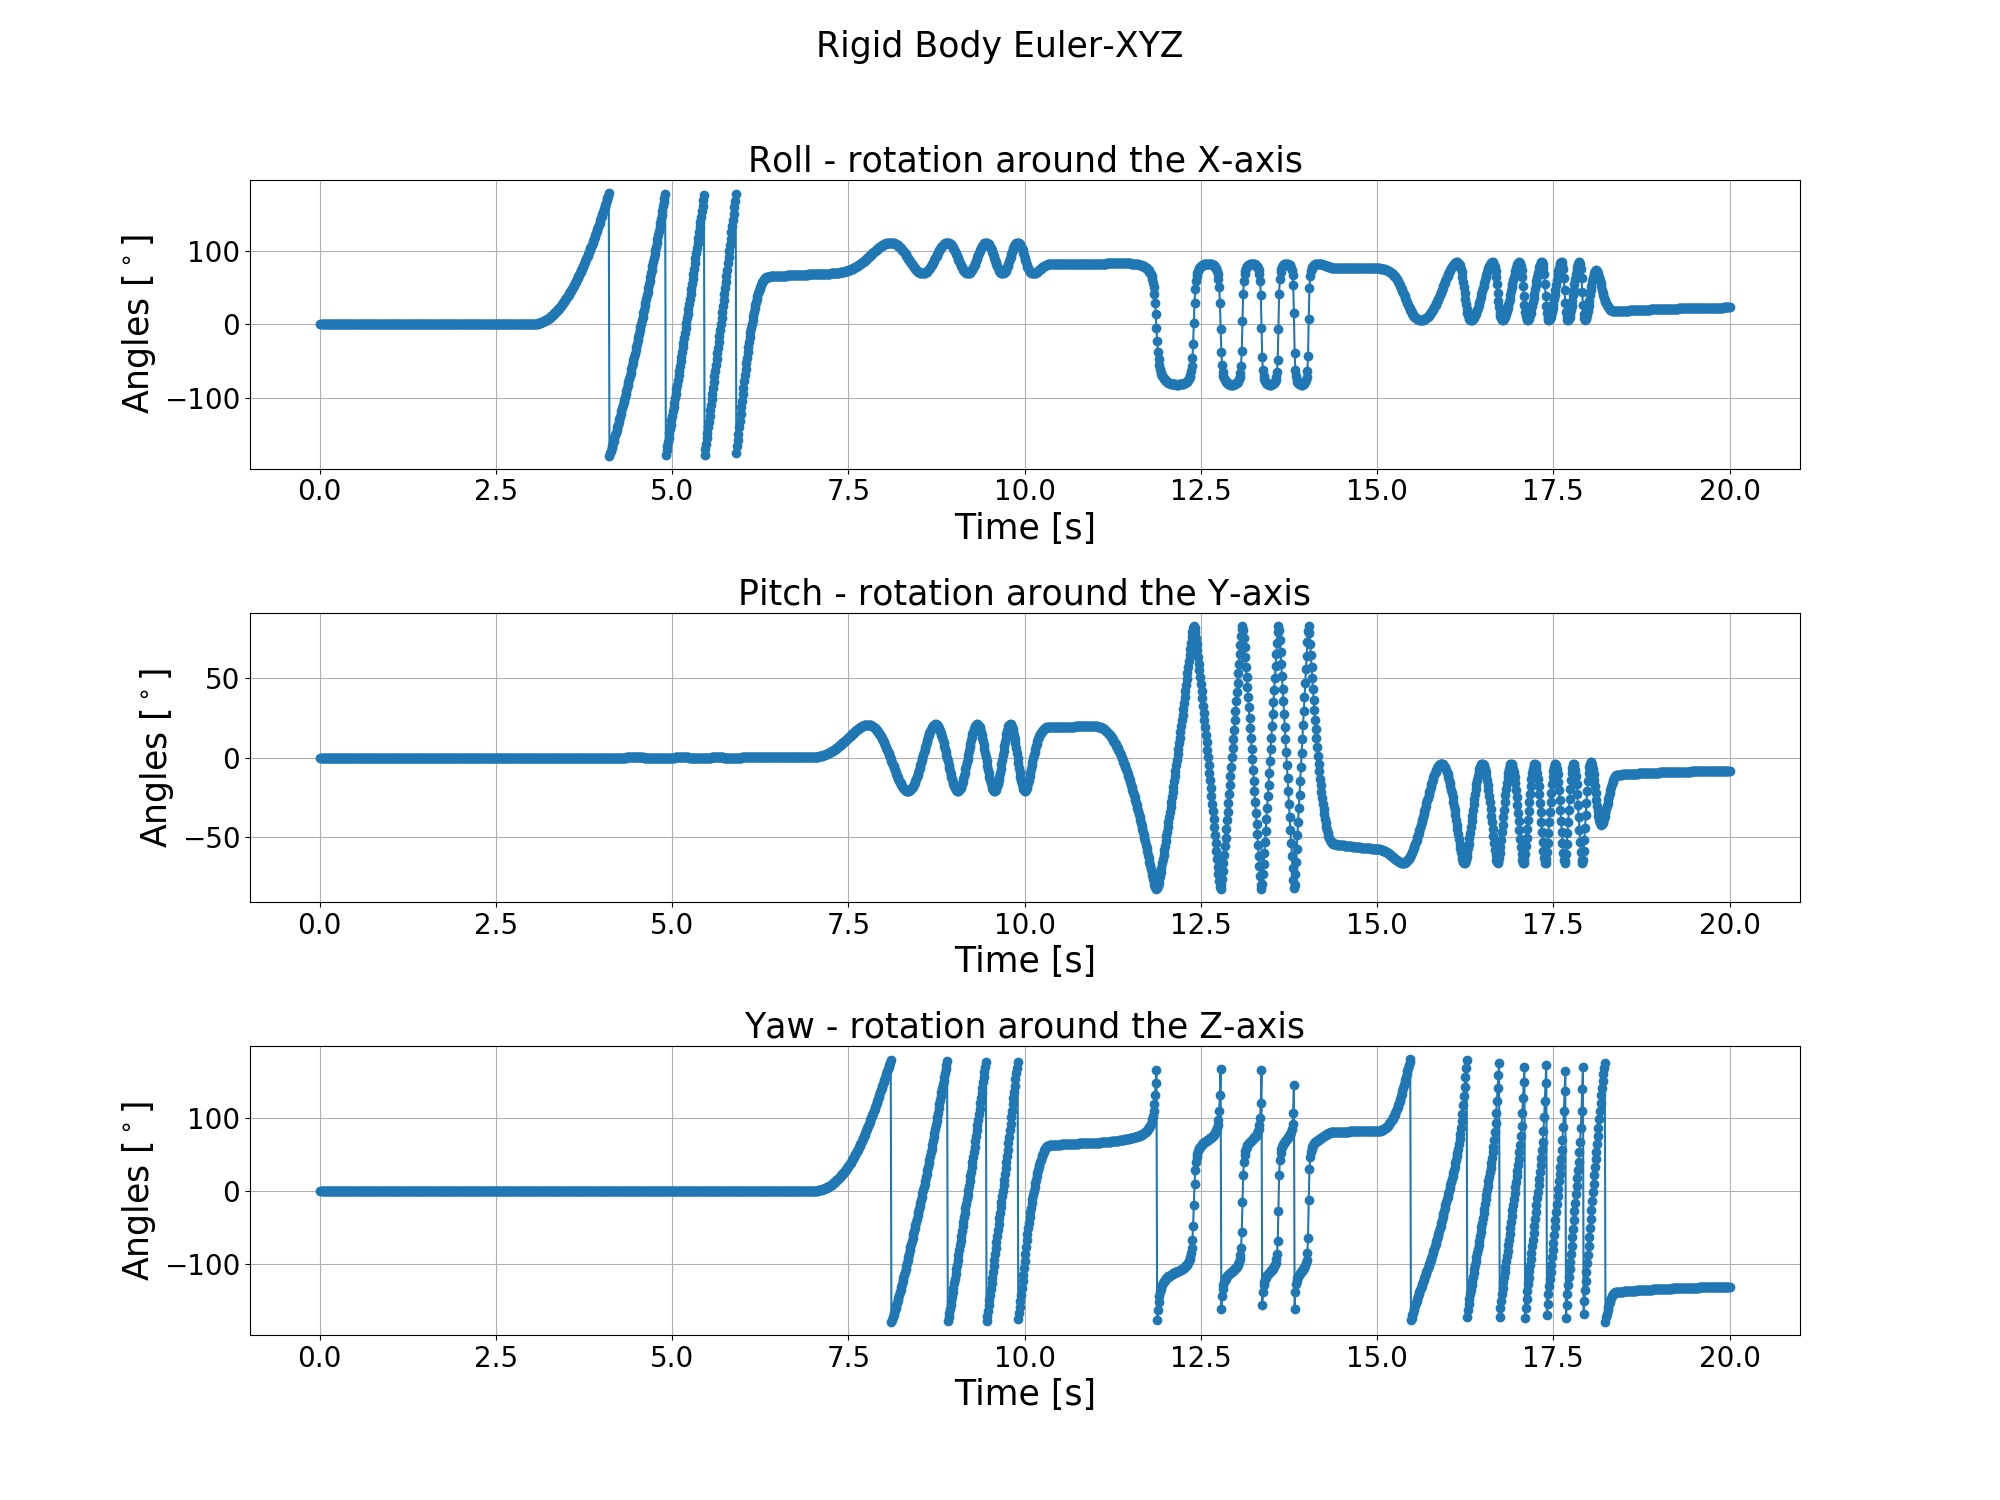 Rigid Body Euler-XYZ
Roll - rotation around the X-axis
Angles [ ° ]
100
0
−100
0.0 2.5 5.0 7.5 10.0 12.5 15.0 17.5 20.0
Time [s]
Pitch - rotation around the Y-axis
Angles [ ° ]
50
0
−50
0.0 2.5 5.0 7.5 10.0 12.5 15.0 17.5 20.0
Time [s]
Yaw - rotation around the Z-axis
Angles [ ° ]
100
0
−100
0.0 2.5 5.0 7.5 10.0 12.5 15.0 17.5 20.0
Time [s]